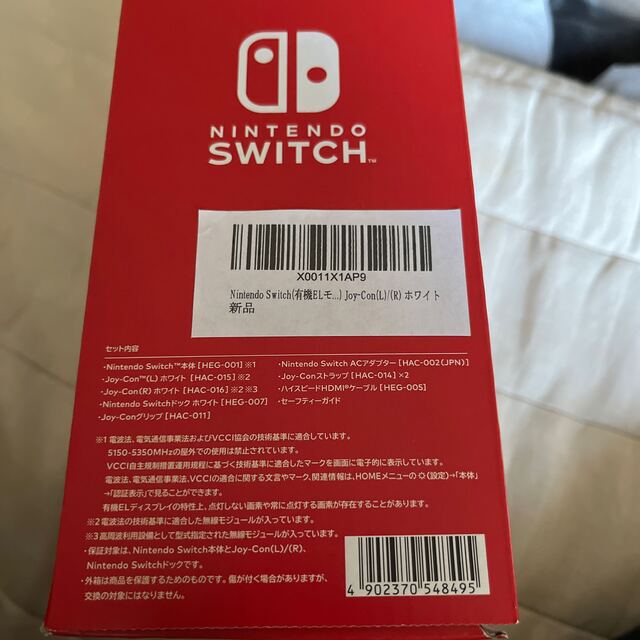 NINTENDO
SWITCH™
X0011X1AP9
Nintendo Switch(有機ELモ...) Joy-Con(L)/(R) ホワイト
新品
セット内容
・Nintendo Switch™本体[HEG-001]※1
・Joy-Con™(L) ホワイト [HAC-015]※2
・Joy-Con(R) ホワイト [HAC-016]※2 ※3
・Nintendo Switchドック ホワイト[HEG-007]
・Joy-Conグリップ[HAC-011]
・Nintendo Switch ACアダプター[HAC-002(JPN)]
・Joy-Conストラップ[HAC-014]×2
・ハイスピードHDMI®ケーブル[HEG-005]
・セーフティーガイド
※1 電波法、電気通信事業法およびVCCI協会の技術基準に適合しています。
5150-5350MHzの屋外での使用は禁止されています。
VCCI自主規制措置運用規程に基づく技術基準に適合したマークを画面に電子的に表示しています。
電波法、電気通信事業法、VCCIの適合に関する文言やマーク、関連情報は、HOMEメニューの(設定)→「本体」
→「認証表示」で見ることができます。
有機ELディスプレイの特性上、点灯しない画素や常に点灯する画素が存在することがあります。
※2 電波法の技術基準に適合した無線モジュールが入っています。
※3 高周波利用設備として型式指定された無線モジュールが入っています。
・保証対象は、Nintendo Switch本体とJoy-Con(L)/(R)、
Nintendo Switchドックです。
・外箱は商品を保護するためのものです。傷が付く場合がありますが、
交換の対象にはなりません。
4 902370 548495